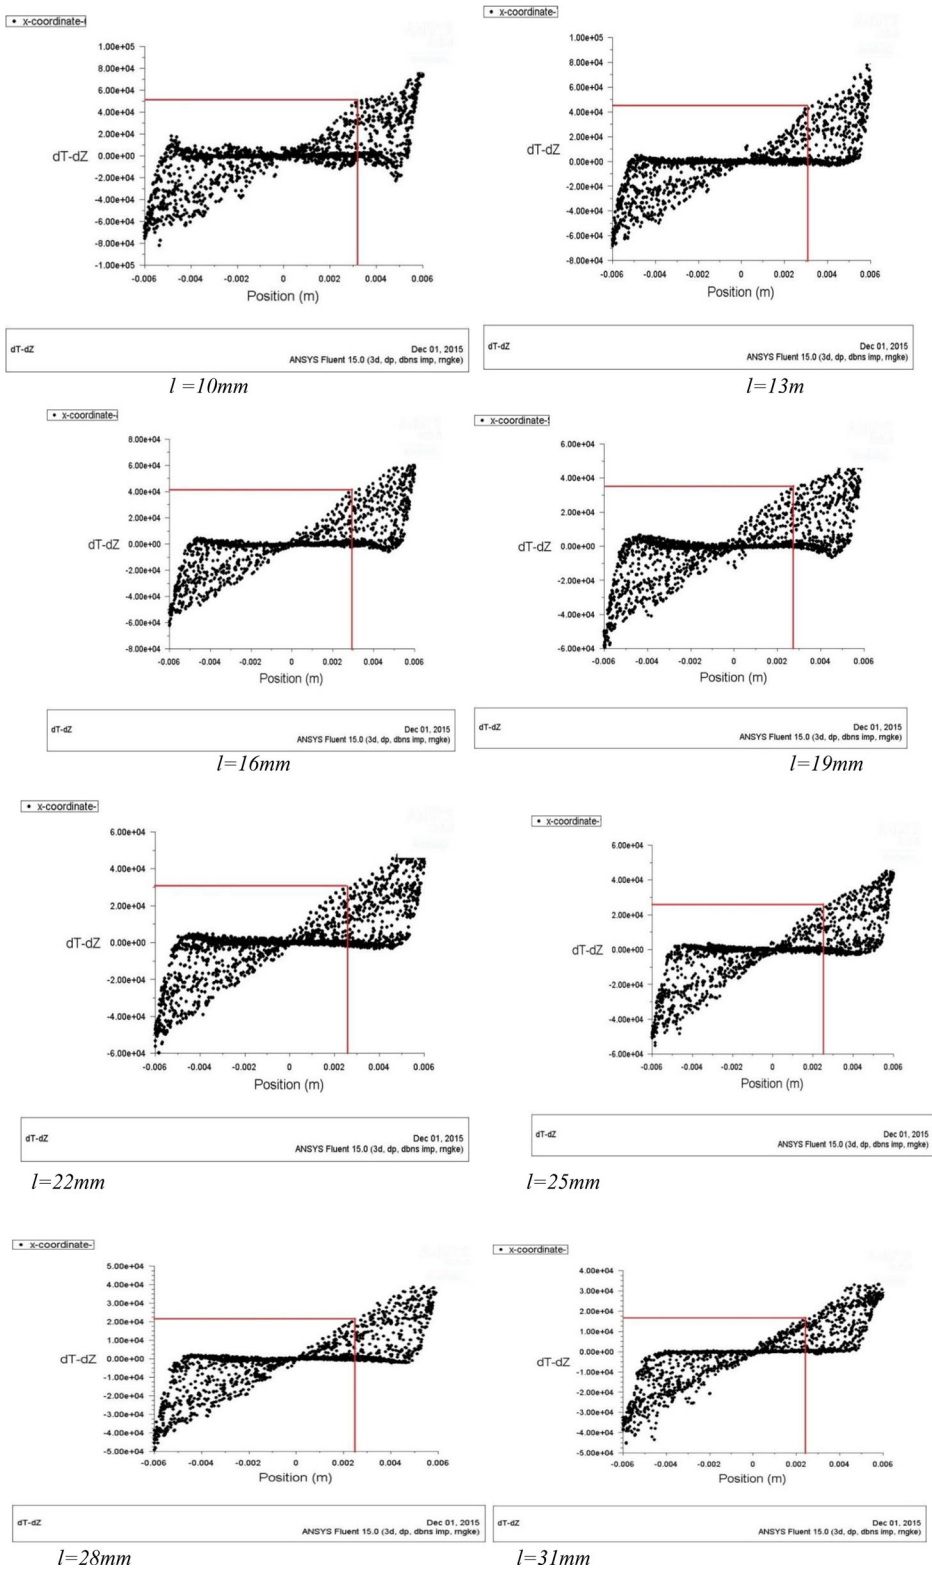 x-coordinate-
1.00e+05
8.00e+04
6.00e+04
4.00e+04
2.00e+04
0.00e+00
-2.00e+04
-4.00e+04
-6.00e+04
-8.00e+04
-1.00e+05
dT-dZ
-0.006 -0.004 -0.002 0 0.002 0.004 0.006
Position (m)
dT-dZ
Dec 01, 2015
ANSYS Fluent 15.0 (3d, dp, dbns imp, rngke)
l =10mm
x-coordinate-
1.00e+05
8.00e+04
6.00e+04
4.00e+04
2.00e+04
0.00e+00
-2.00e+04
-4.00e+04
-6.00e+04
-8.00e+04
dT-dZ
-0.006 -0.004 -0.002 0 0.002 0.004 0.006
Position (m)
dT-dZ
Dec 01, 2015
ANSYS Fluent 15.0 (3d, dp, dbns imp, rngke)
l=13m
x-coordinate-
8.00e+04
6.00e+04
4.00e+04
2.00e+04
0.00e+00
-2.00e+04
-4.00e+04
-6.00e+04
-8.00e+04
dT-dZ
-0.006 -0.004 -0.002 0 0.002 0.004 0.006
Position (m)
dT-dZ
Dec 01, 2015
ANSYS Fluent 15.0 (3d, dp, dbns imp, rngke)
l=16mm
x-coordinate-
6.00e+04
4.00e+04
2.00e+04
0.00e+00
-2.00e+04
-4.00e+04
-6.00e+04
dT-dZ
-0.006 -0.004 -0.002 0 0.002 0.004 0.006
Position (m)
dT-dZ
Dec 01, 2015
ANSYS Fluent 15.0 (3d, dp, dbns imp, rngke)
l=19mm
x-coordinate-
6.00e+04
4.00e+04
2.00e+04
0.00e+00
-2.00e+04
-4.00e+04
-6.00e+04
dT-dZ
-0.006 -0.004 -0.002 0 0.002 0.004 0.006
Position (m)
dT-dZ
Dec 01, 2015
ANSYS Fluent 15.0 (3d, dp, dbns imp, rngke)
l=22mm
x-coordinate-
6.00e+04
4.00e+04
2.00e+04
0.00e+00
-2.00e+04
-4.00e+04
-6.00e+04
dT-dZ
-0.006 -0.004 -0.002 0 0.002 0.004 0.006
Position (m)
dT-dZ
Dec 01, 2015
ANSYS Fluent 15.0 (3d, dp, dbns imp, rngke)
l=25mm
x-coordinate-
5.00e+04
4.00e+04
3.00e+04
2.00e+04
1.00e+04
0.00e+00
-1.00e+04
-2.00e+04
-3.00e+04
-4.00e+04
-5.00e+04
dT-dZ
-0.006 -0.004 -0.002 0 0.002 0.004 0.006
Position (m)
dT-dZ
Dec 01, 2015
ANSYS Fluent 15.0 (3d, dp, dbns imp, rngke)
l=28mm
x-coordinate-
4.00e+04
3.00e+04
2.00e+04
1.00e+04
0.00e+00
-1.00e+04
-2.00e+04
-3.00e+04
-4.00e+04
-5.00e+04
dT-dZ
-0.006 -0.004 -0.002 0 0.002 0.004 0.006
Position (m)
dT-dZ
Dec 01, 2015
ANSYS Fluent 15.0 (3d, dp, dbns imp, rngke)
l=31mm